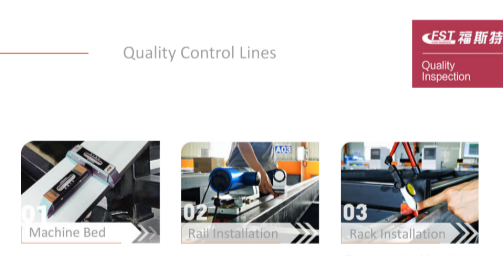 Quality Control Lines
FST 福斯特
Quality
Inspection
01
Machine Bed
A03
02
Rail Installation
03
Rack Installation